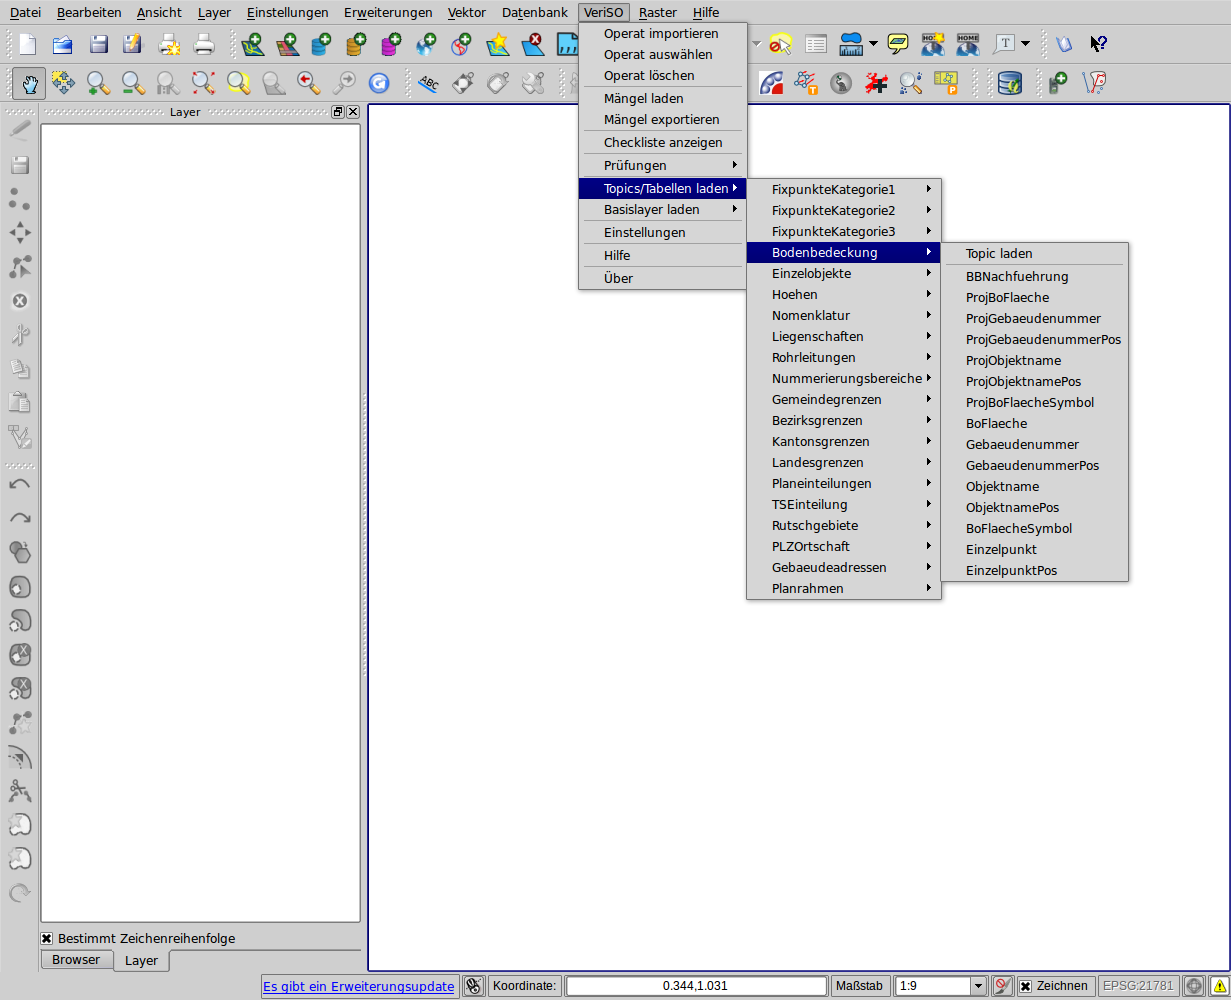 Datei Bearbeiten Ansicht Layer Einstellungen Erweiterungen Vektor Datenbank VeriSO Raster Hilfe
Operat importieren
Operat auswählen
Operat löschen
Mängel laden
Mängel exportieren
Checkliste anzeigen
Prüfungen
Topics/Tabellen laden
Basislayer laden
Einstellungen
Hilfe
Über
FixpunkteKategorie1
FixpunkteKategorie2
FixpunkteKategorie3
Bodenbedeckung
Einzelobjekte
Hoehen
Nomenklatur
Liegenschaften
Rohrleitungen
Nummerierungsbereiche
Gemeindegrenzen
Bezirksgrenzen
Kantonsgrenzen
Landesgrenzen
Planeinteilungen
TSEinteilung
Rutschgebiete
PLZOrtschaft
Gebaeudeadressen
Planrahmen
Topic laden
BBNachfuehrung
ProjBoFlaeche
ProjGebaeudenummer
ProjGebaeudenummerPos
ProjObjektname
ProjObjektnamePos
ProjBoFlaecheSymbol
BoFlaeche
Gebaeudenummer
GebaeudenummerPos
Objektname
ObjektnamePos
BoFlaecheSymbol
Einzelpunkt
EinzelpunktPos
HOME
T
ABC
T
P
Layer
Bestimmt Zeichenreihenfolge
Browser Layer
Es gibt ein Erweiterungsupdate Koordinate: 0.344,1.031 Maßstab 1:9 Zeichnen EPSG:21781